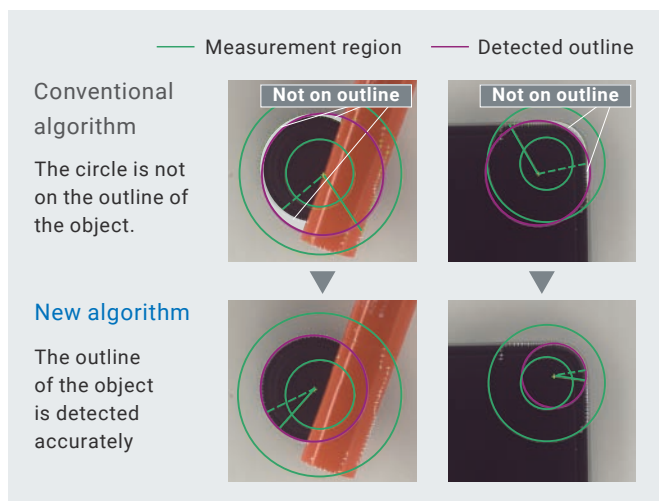 Measurement region
Detected outline
Conventional
algorithm
The circle is not
on the outline of
the object.
Not on outline
Not on outline
New algorithm
The outline
of the object
is detected
accurately